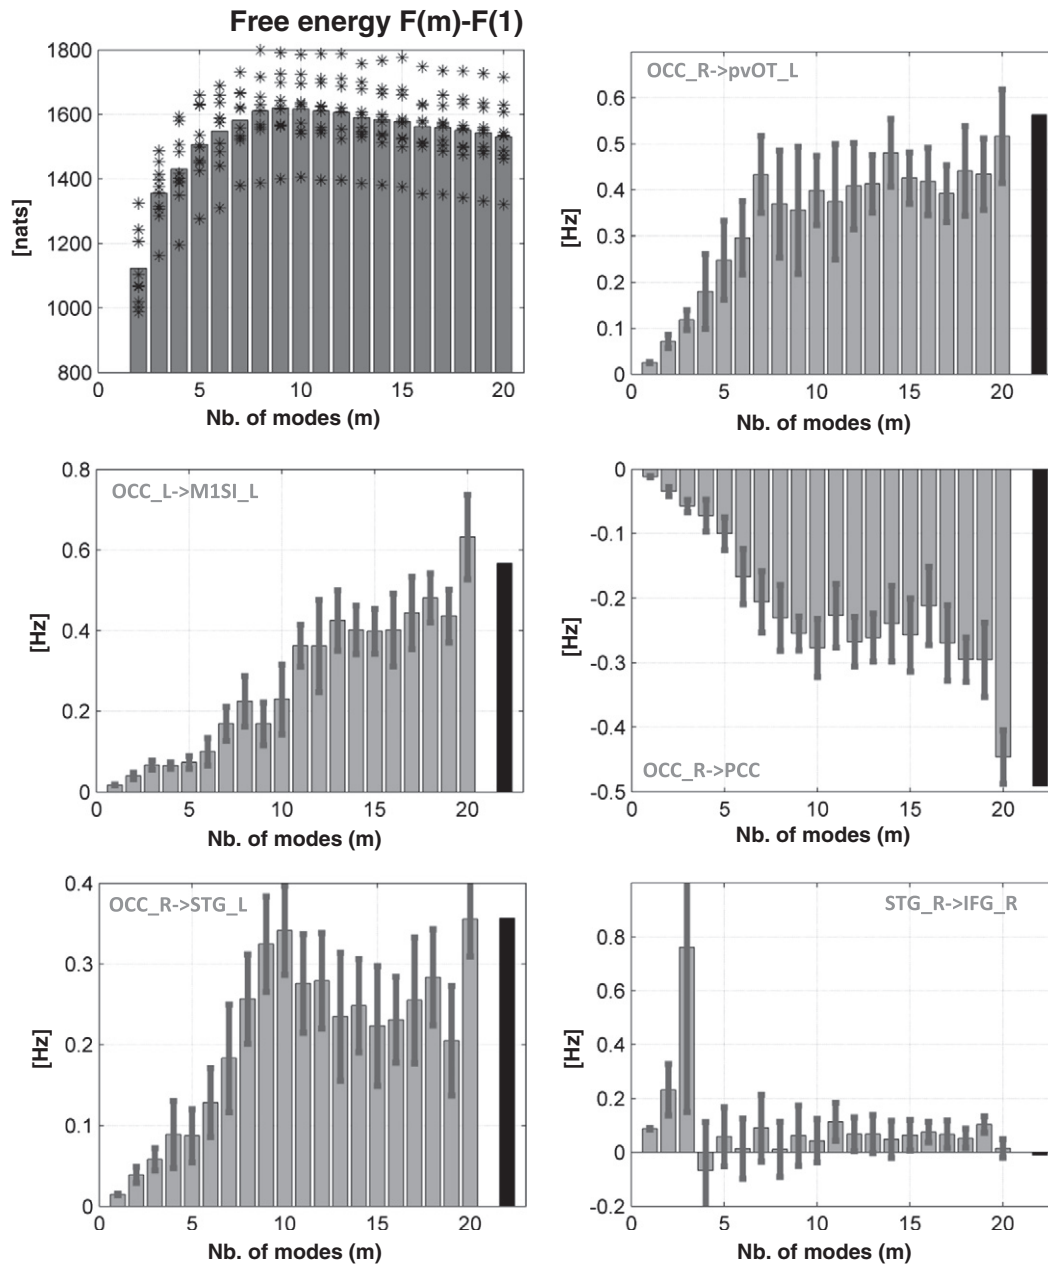 Free energy F(m)-F(1)
1800
1600
1400
1200
1000
800
[nats]
0 5 10 15 20
Nb. of modes (m)
OCC_R->pvOT_L
0.6
0.5
0.4
0.3
0.2
0.1
0
[Hz]
0 5 10 15 20
Nb. of modes (m)
OCC_L->M1SI_L
0.8
0.6
0.4
0.2
0
[Hz]
0 5 10 15 20
Nb. of modes (m)
0
-0.1
-0.2
-0.3
-0.4
-0.5
[Hz]
OCC_R->PCC
0 5 10 15 20
Nb. of modes (m)
OCC_R->STG_L
0.4
0.3
0.2
0.1
0
[Hz]
0 5 10 15 20
Nb. of modes (m)
STG_R->IFG_R
0.8
0.6
0.4
0.2
0
-0.2
[Hz]
0 5 10 15 20
Nb. of modes (m)